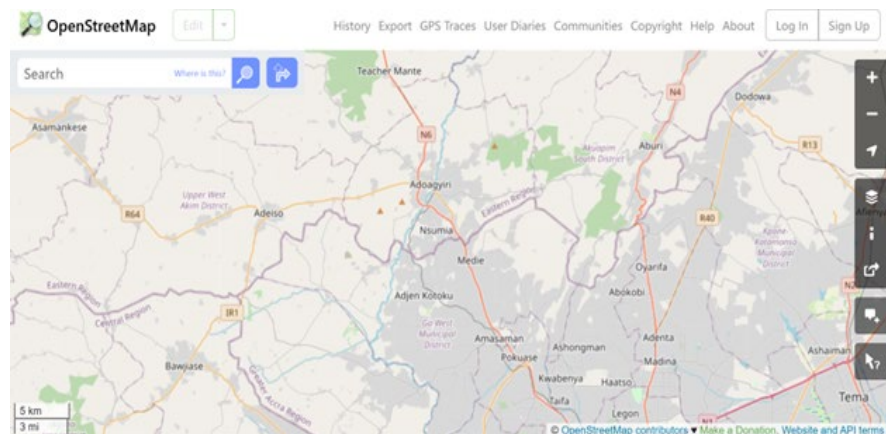 OpenStreetMap Edit History Export GPS Traces User Diaries Communities Copyright Help About Log In Sign Up
Search Where is this?
Teacher Mante
N4
Dodowa
Asamankese
N6
Aburi
R13
Akuapim
South District
Adoagyiri
Upper West
Akim District
Eastern Region
R64
Adeiso
R40
Nsumia
Kpone
Katamanso
Municipal
District
Medie
Oyarifa
Eastern Region
Adjen Kotoku
Abokobi
Central Region
IR1
Ga West
Municipal
District
Amasaman
Adenta
Ashongman
Pokuase
Madina
Ashaiman
Bawjiase
Kwabenya
Haatso
Greater Accra Region
Taifa
Tema
5 km
Legon
3 mi
N1
© OpenStreetMap contributors ♥ Make a Donation. Website and API terms